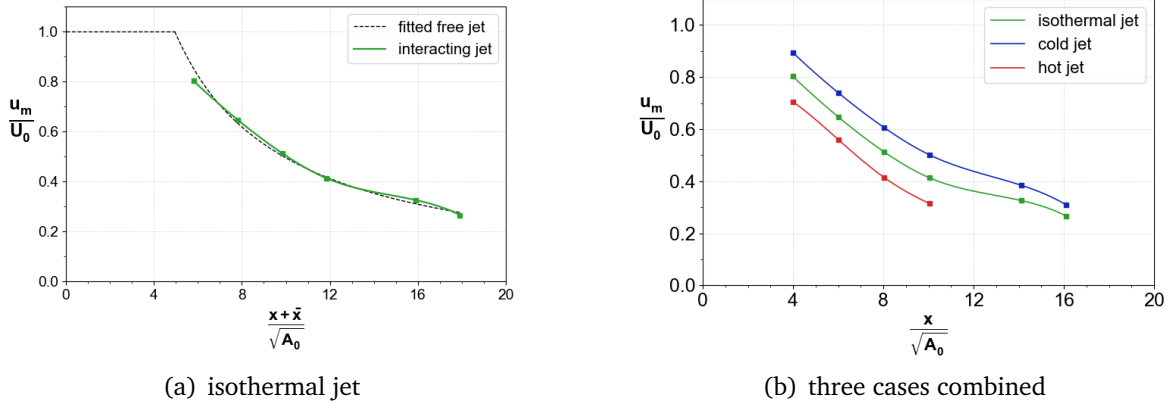 1.0
0.8
0.6
0.4
0.2
0.0
u_m
U_0
0 4 8 12 16 20
x + x̄
√A_0
fitted free jet
interacting jet
(a) isothermal jet
1.0
0.8
0.6
0.4
0.2
0.0
u_m
U_0
0 4 8 12 16 20
x
√A_0
isothermal jet
cold jet
hot jet
(b) three cases combined